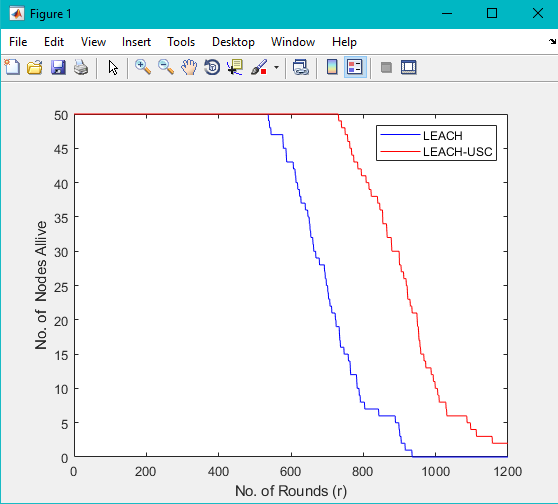 Figure 1
File Edit View Insert Tools Desktop Window Help
50
45
40
35
30
25
20
15
10
5
0
No. of Nodes Allive
LEACH
LEACH-USC
0 200 400 600 800 1000 1200
No. of Rounds (r)